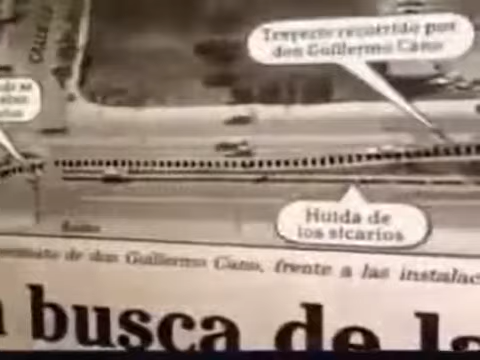 CALLE
Trayecto recorrido por
don Guillermo Cano
Huida de
los sicarios
de don Guillermo Cano, frente a las
busca de la